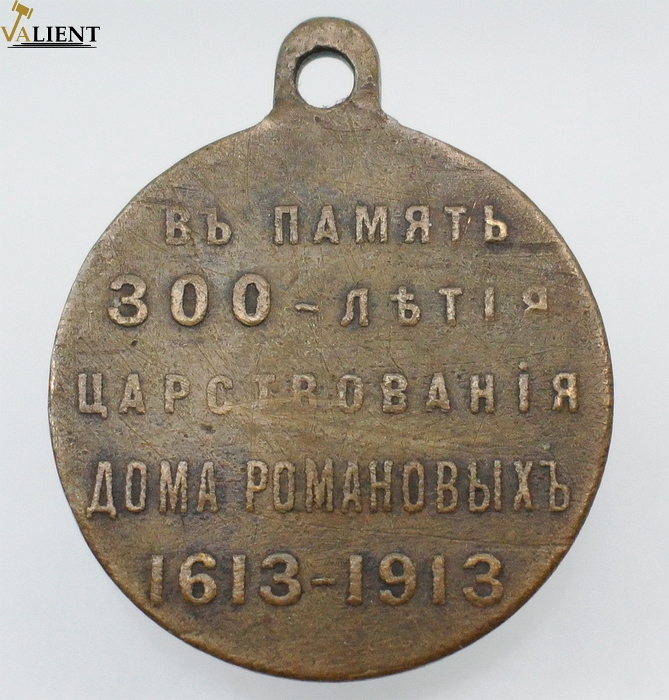 VALIENT
ВЪ ПАМЯТЬ
300-ЛѢТІЯ
ЦАРСТВОВАНІЯ
ДОМА РОМАНОВЫХЪ
1613-1913